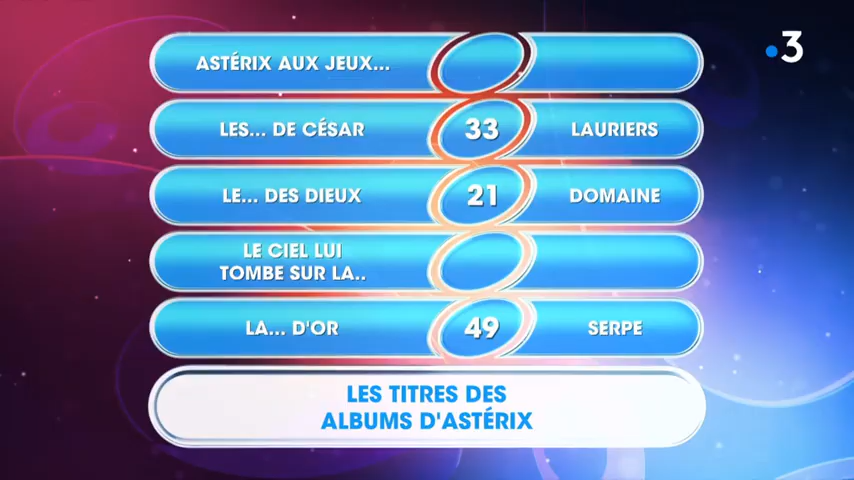 3
ASTÉRIX AUX JEUX...
LES... DE CÉSAR 33 LAURIERS
LE... DES DIEUX 21 DOMAINE
LE CIEL LUI
TOMBE SUR LA..
LA... D'OR 49 SERPE
LES TITRES DES
ALBUMS D'ASTÉRIX